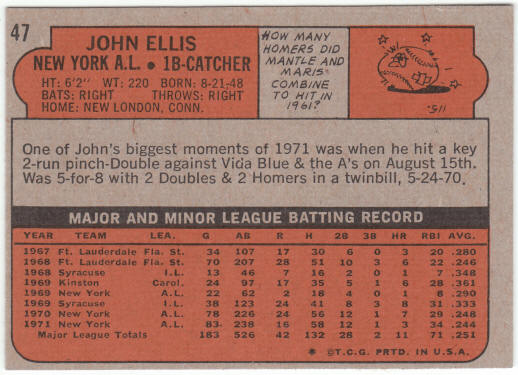 47
JOHN ELLIS
NEW YORK A.L. • 1B-CATCHER
HT: 6'2" WT: 220 BORN: 8-21-48
BATS: RIGHT THROWS: RIGHT
HOME: NEW LONDON, CONN.
HOW MANY
HOMERS DID
MANTLE AND
MARIS
COMBINE
TO HIT IN
1961?
115.
One of John's biggest moments of 1971 was when he hit a key
2-run pinch-Double against Vida Blue & the A's on August 15th.
Was 5-for-8 with 2 Doubles & 2 Homers in a twinbill, 5-24-70.
MAJOR AND MINOR LEAGUE BATTING RECORD
YEAR TEAM LEA. G AB R H 2B 3B HR RBI AVG.
1967 Ft. Lauderdale Fla. St. 34 107 17 30 6 0 3 20 .280
1968 Ft. Lauderdale Fla. St. 70 207 28 51 10 3 6 22 .246
1968 Syracuse I.L. 13 46 7 16 2 0 1 7 .348
1969 Kinston Carol. 24 97 17 35 5 1 6 28 .361
1969 New York A.L. 22 62 2 18 4 0 1 8 .290
1969 Syracuse I.L. 38 123 24 41 8 3 8 31 .333
1970 New York A.L. 78 226 24 56 12 1 7 29 .248
1971 New York A.L. 83 238 16 58 12 1 3 34 .244
Major League Totals 183 526 42 132 28 2 11 71 .251
* ©T.C.G. PRTD. IN U.S.A.